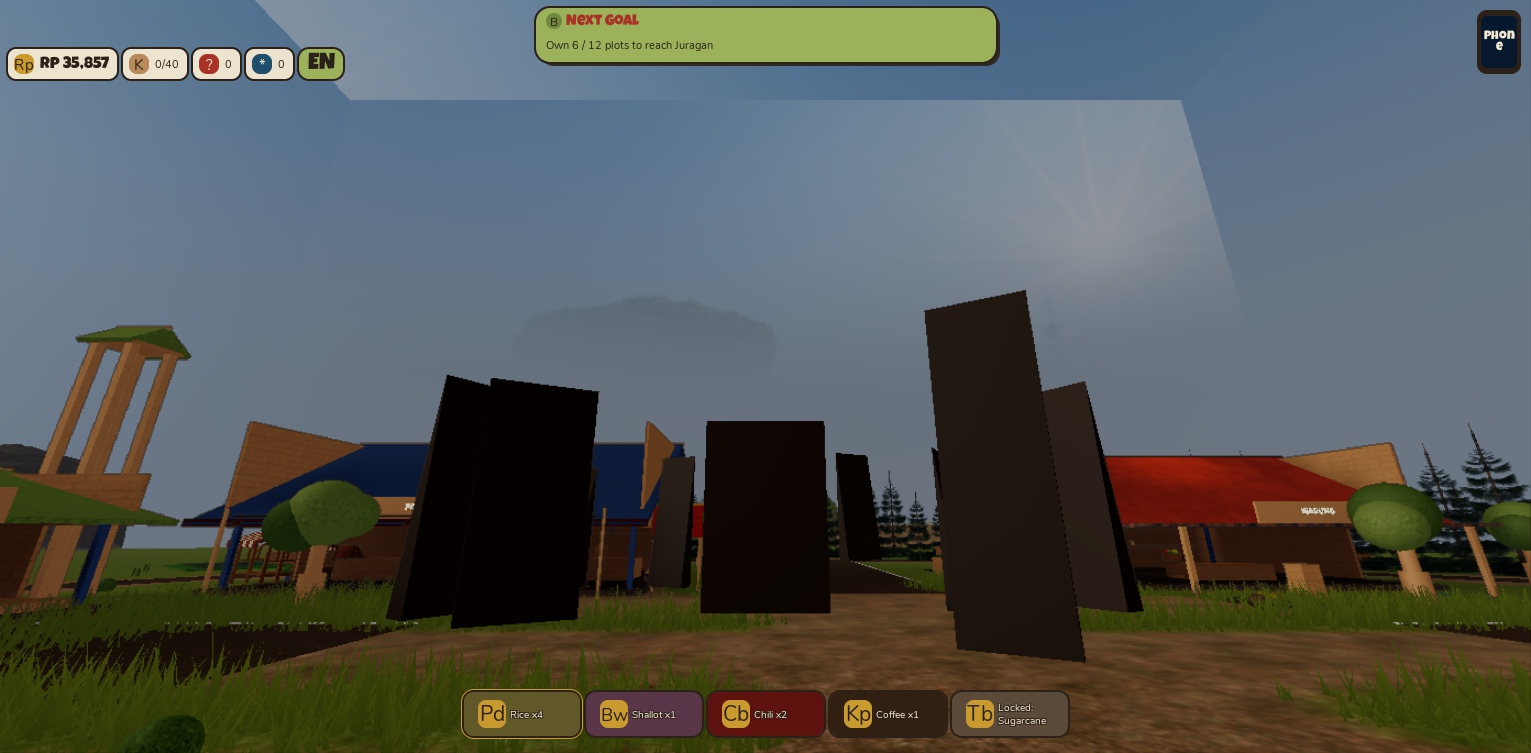 B NEXT GOAL
Own 6 / 12 plots to reach Juragan
Rp RP 35,857
K 0/40
? 0
* 0
EN
Phon
e
Pd Rice x4
Bw Shallot x1
Cb Chili x2
Kp Coffee x1
Tb Locked:
Sugarcane